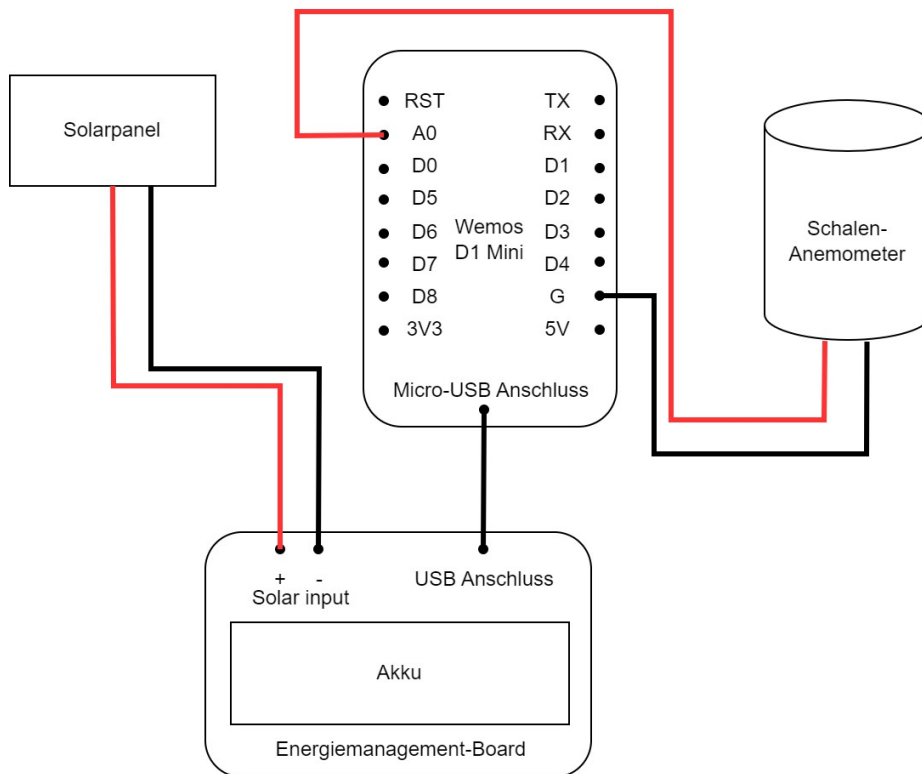 Solarpanel
RST
TX
A0
RX
D0
D1
D5
D2
D6
D3
D7
D4
D8
G
3V3
5V
Wemos
D1 Mini
Micro-USB Anschluss
Schalen-
Anemometer
+
-
Solar input
USB Anschluss
Akku
Energiemanagement-Board